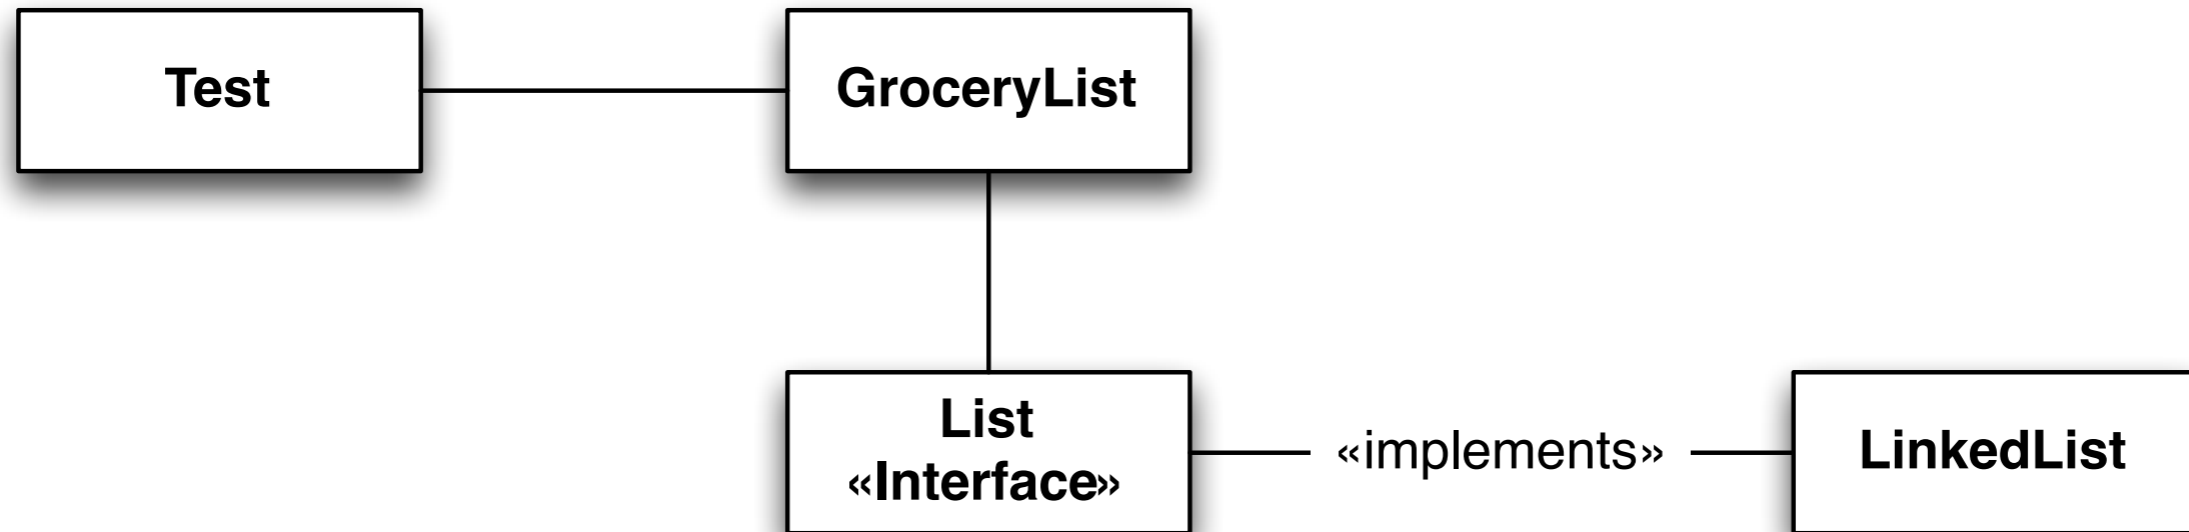 Test
GroceryList
List
«Interface»
«implements»
LinkedList